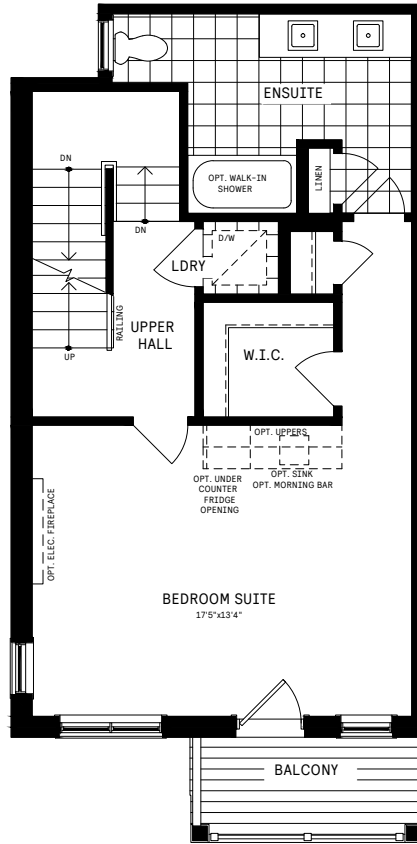 ENSUITE
OPT. WALK-IN
SHOWER
LINEN
DN
DN
D/W
LDRY
RAILING
UPPER
HALL
W.I.C.
UP
OPT. UPPERS
OPT. UNDER
COUNTER
FRIDGE
OPENING
OPT. SINK
OPT. MORNING BAR
OPT. ELEC. FIREPLACE
BEDROOM SUITE
17'5"x13'4"
BALCONY